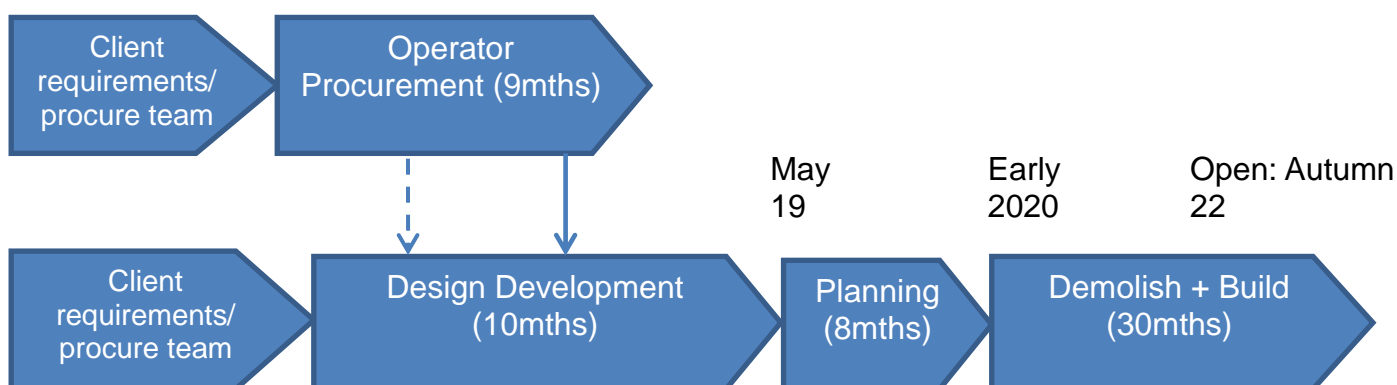 Client
requirements/
procure team
Operator
Procurement (9mths)
May
19
Early
2020
Open: Autumn
22
Client
requirements/
procure team
Design Development
(10mths)
Planning
(8mths)
Demolish + Build
(30mths)